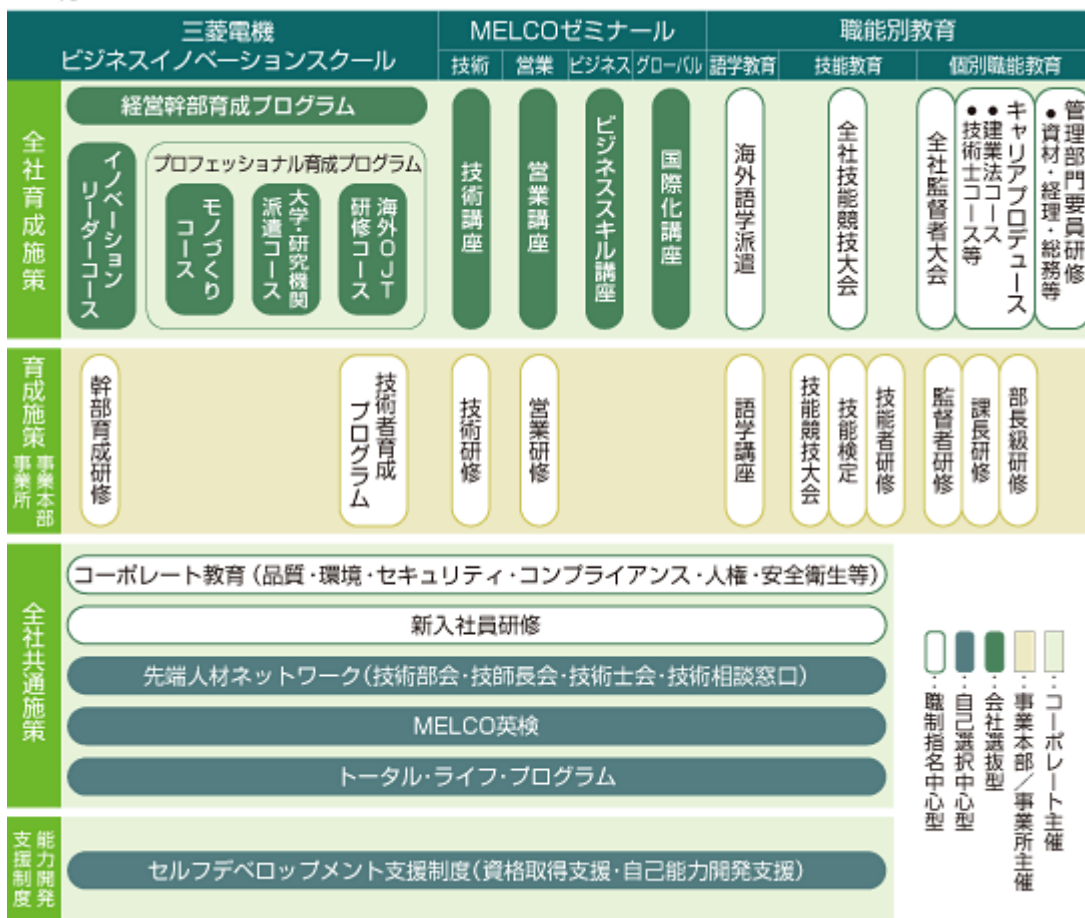 三菱電機
ビジネスイノベーションスクール
MELCOゼミナール
職能別教育
技術
営業
ビジネス
グローバル
語学教育
技能教育
個別職能教育
全社育成施策
経営幹部育成プログラム
イノベーション
リーダーコース
プロフェッショナル育成プログラム
モノづくり
コース
大学・研究機関
派遣コース
海外OJT
研修コース
技術講座
営業講座
ビジネススキル講座
国際化講座
海外語学派遣
全社技能競技大会
全社監督者大会
キャリアプロデュース
●建業法コース
●技術士コース等
管理部門要員研修
●資材・経理・総務等
育成施策
事業本部
事業所
幹部育成研修
技術者育成
プログラム
技術研修
営業研修
語学講座
技能競技大会
技能検定
技能者研修
監督者研修
課長研修
部長級研修
全社共通施策
コーポレート教育(品質・環境・セキュリティ・コンプライアンス・人権・安全衛生等)
新入社員研修
先端人材ネットワーク(技術部会・技師長会・技術士会・技術相談窓口)
MELCO英検
トータル・ライフ・プログラム
能力開発
支援制度
セルフデベロップメント支援制度(資格取得支援・自己能力開発支援)
‥コーポレート主催
‥事業本部/事業所主催
‥会社選抜型
‥自己選択中心型
‥職制指名中心型